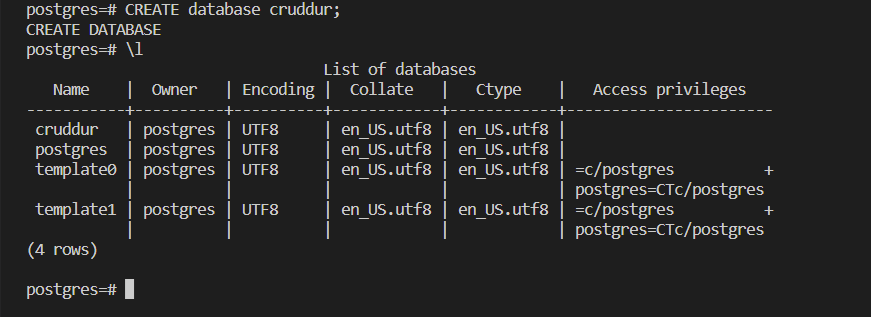 postgres=# CREATE database cruddur;
CREATE DATABASE
postgres=# \l
                              List of databases
   Name    |  Owner   | Encoding |  Collate   |   Ctype    |   Access privileges
-----------+----------+----------+------------+------------+-----------------------
 cruddur   | postgres | UTF8     | en_US.utf8 | en_US.utf8 |
 postgres  | postgres | UTF8     | en_US.utf8 | en_US.utf8 |
 template0 | postgres | UTF8     | en_US.utf8 | en_US.utf8 | =c/postgres          +
           |          |          |            |            | postgres=CTc/postgres
 template1 | postgres | UTF8     | en_US.utf8 | en_US.utf8 | =c/postgres          +
           |          |          |            |            | postgres=CTc/postgres
(4 rows)

postgres=#